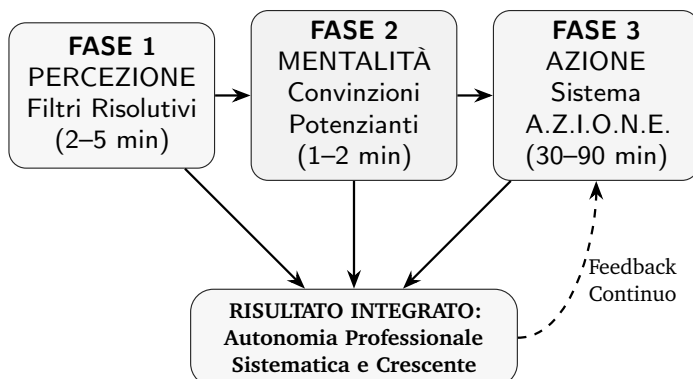 FASE 1
PERCEZIONE
Filtri Risolutivi
(2–5 min)
FASE 2
MENTALITÀ
Convinzioni
Potenzianti
(1–2 min)
FASE 3
AZIONE
Sistema
A.Z.I.O.N.E.
(30–90 min)
Feedback
Continuo
RISULTATO INTEGRATO:
Autonomia Professionale
Sistematica e Crescente